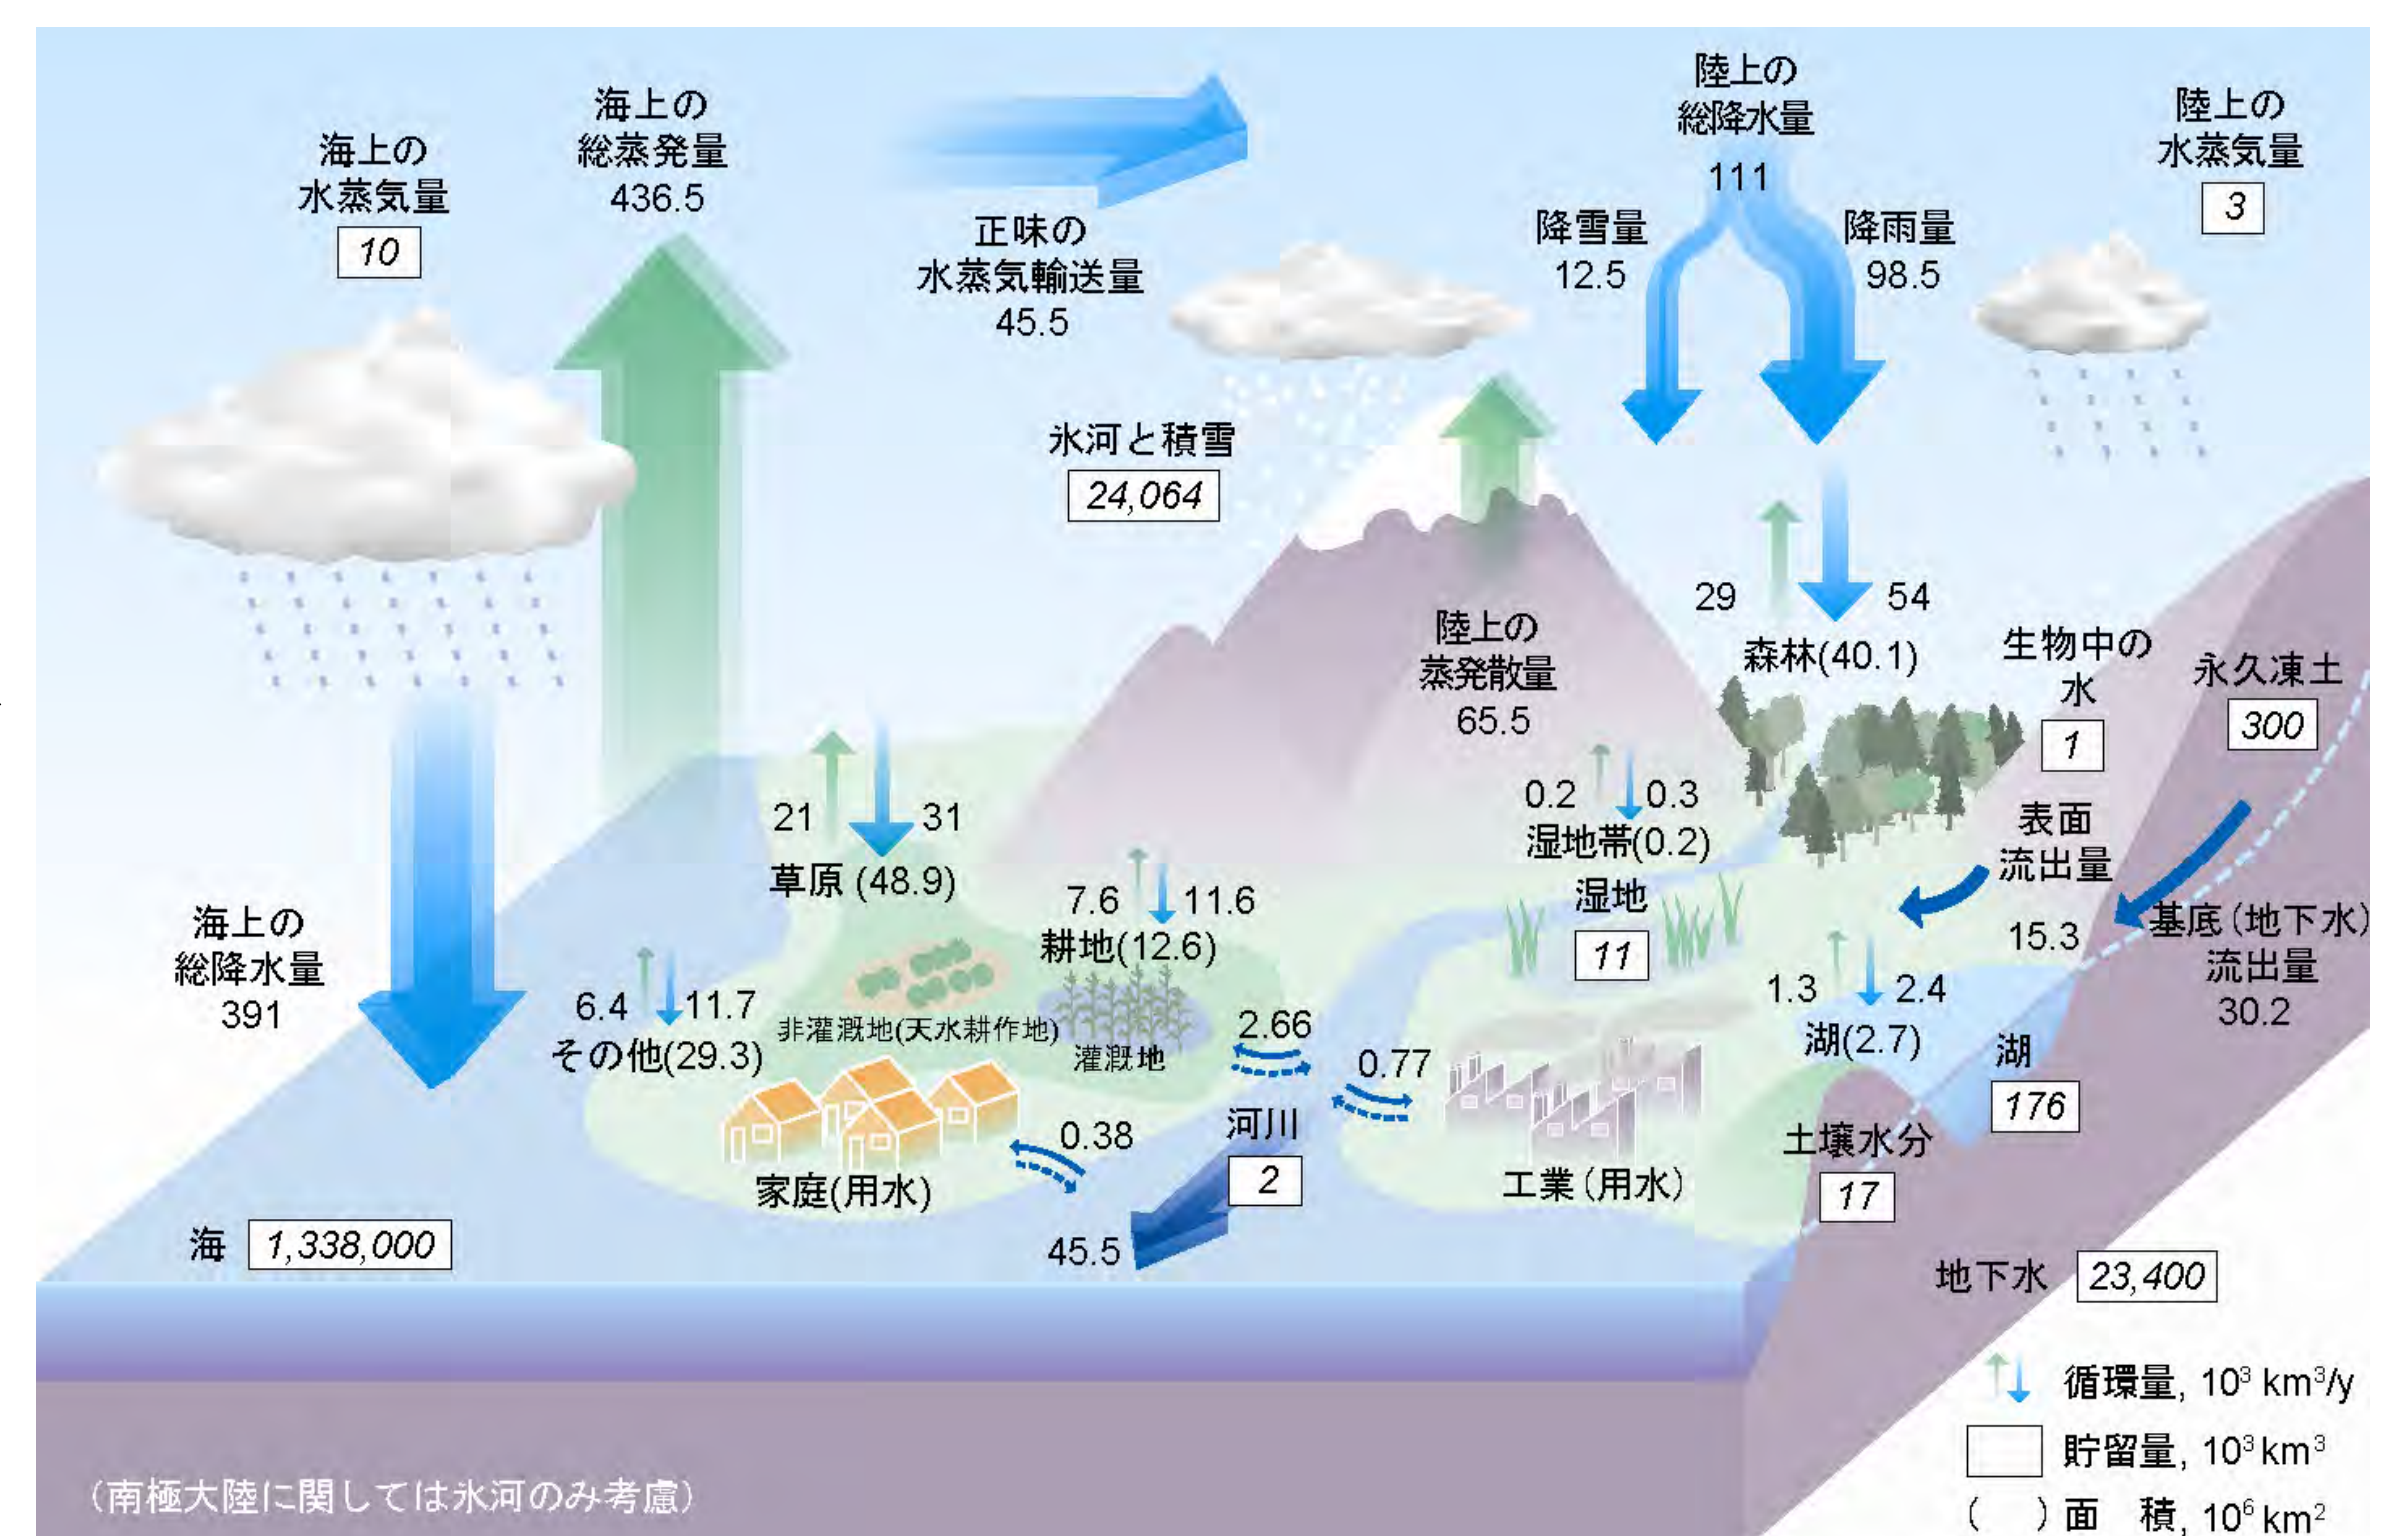 海上の
水蒸気量
10
海上の
総蒸発量
436.5
正味の
水蒸気輸送量
45.5
陸上の
総降水量
111
降雪量
12.5
降雨量
98.5
陸上の
水蒸気量
3
氷河と積雪
24,064
陸上の
蒸発散量
65.5
29
54
森林(40.1)
生物中の
水
1
永久凍土
300
21
31
草原 (48.9)
0.2
0.3
湿地帯(0.2)
湿地
11
表面
流出量
15.3
基底(地下水)
流出量
30.2
7.6
11.6
耕地(12.6)
非灌漑地(天水耕作地)
灌漑地
海上の
総降水量
391
6.4
11.7
その他(29.3)
2.66
0.77
1.3
2.4
湖(2.7)
湖
176
0.38
家庭(用水)
河川
2
45.5
工業(用水)
土壌水分
17
海 1,338,000
地下水 23,400
循環量, 10³ km³/y
貯留量, 10³ km³
( ) 面 積, 10⁶ km²
(南極大陸に関しては氷河のみ考慮)